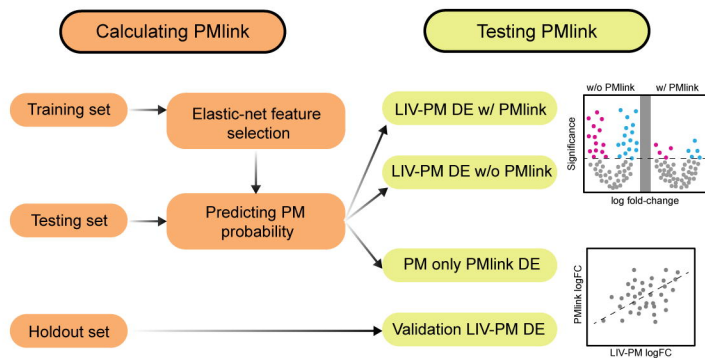 Calculating PMlink
Testing PMlink
Training set
Elastic-net feature
selection
LIV-PM DE w/ PMlink
LIV-PM DE w/o PMlink
w/o PMlink
w/ PMlink
Significance
log fold-change
Testing set
Predicting PM
probability
PM only PMlink DE
PMlink logFC
LIV-PM logFC
Holdout set
Validation LIV-PM DE